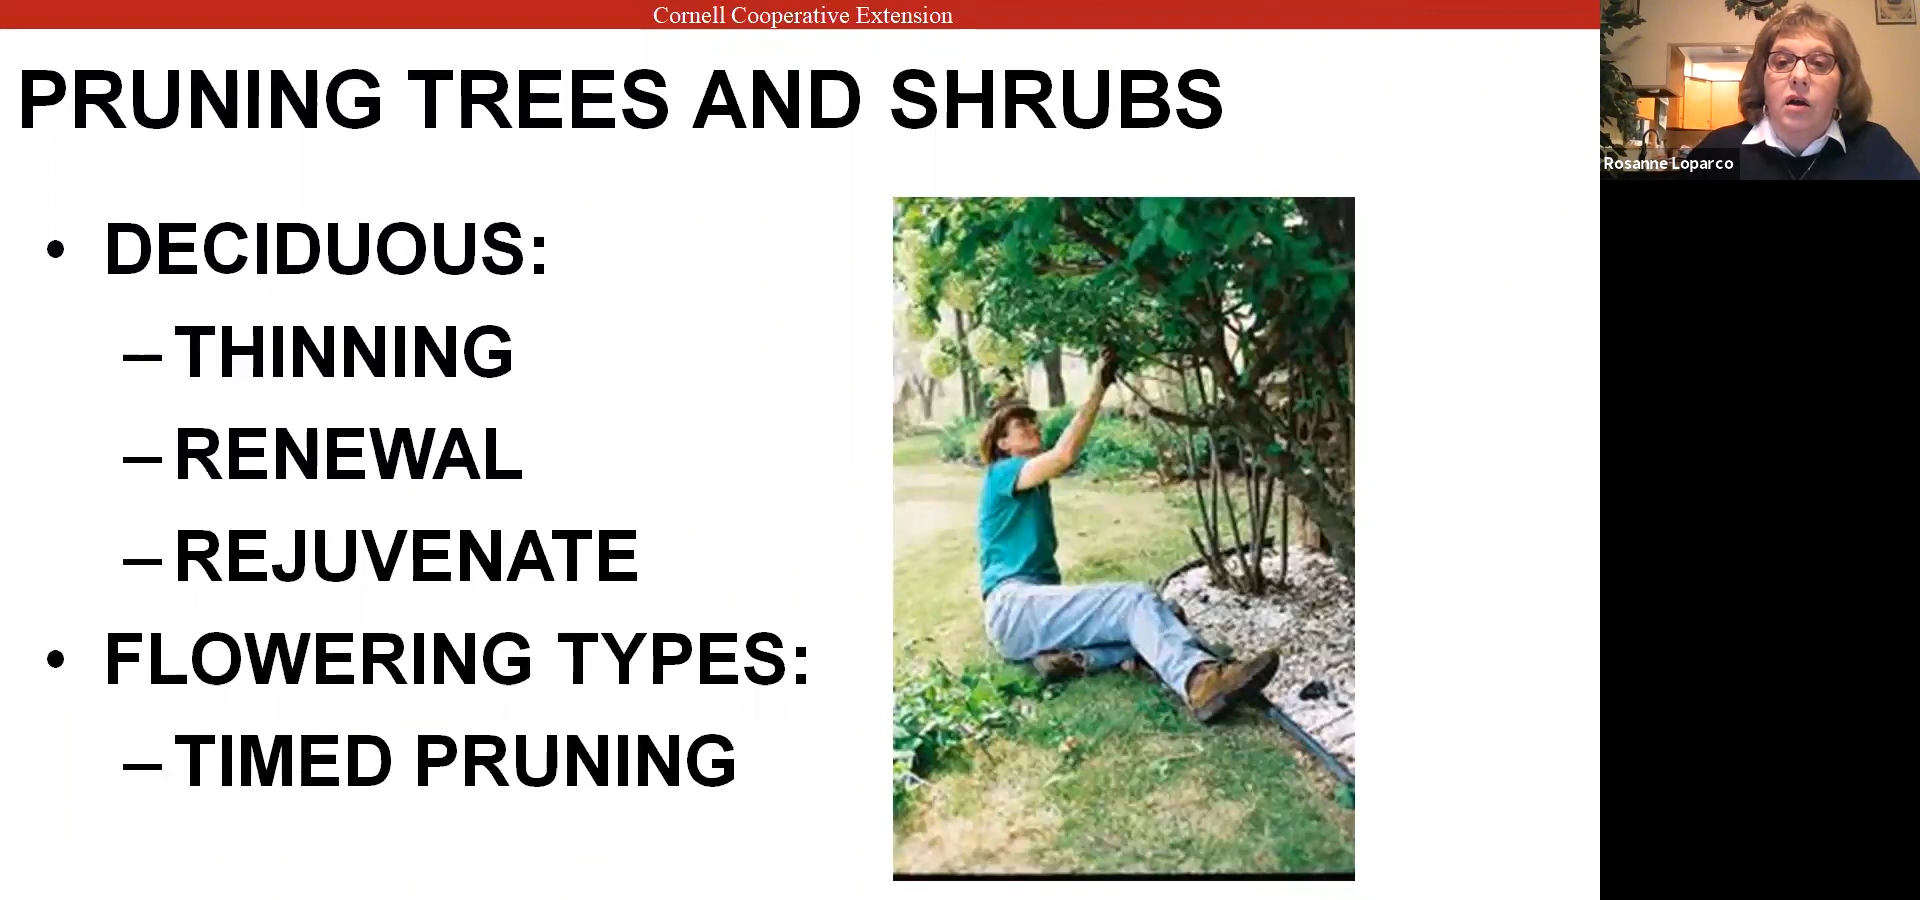 Cornell Cooperative Extension
PRUNING TREES AND SHRUBS
• DECIDUOUS:
– THINNING
– RENEWAL
– REJUVENATE
• FLOWERING TYPES:
– TIMED PRUNING
Rosanne Loparco